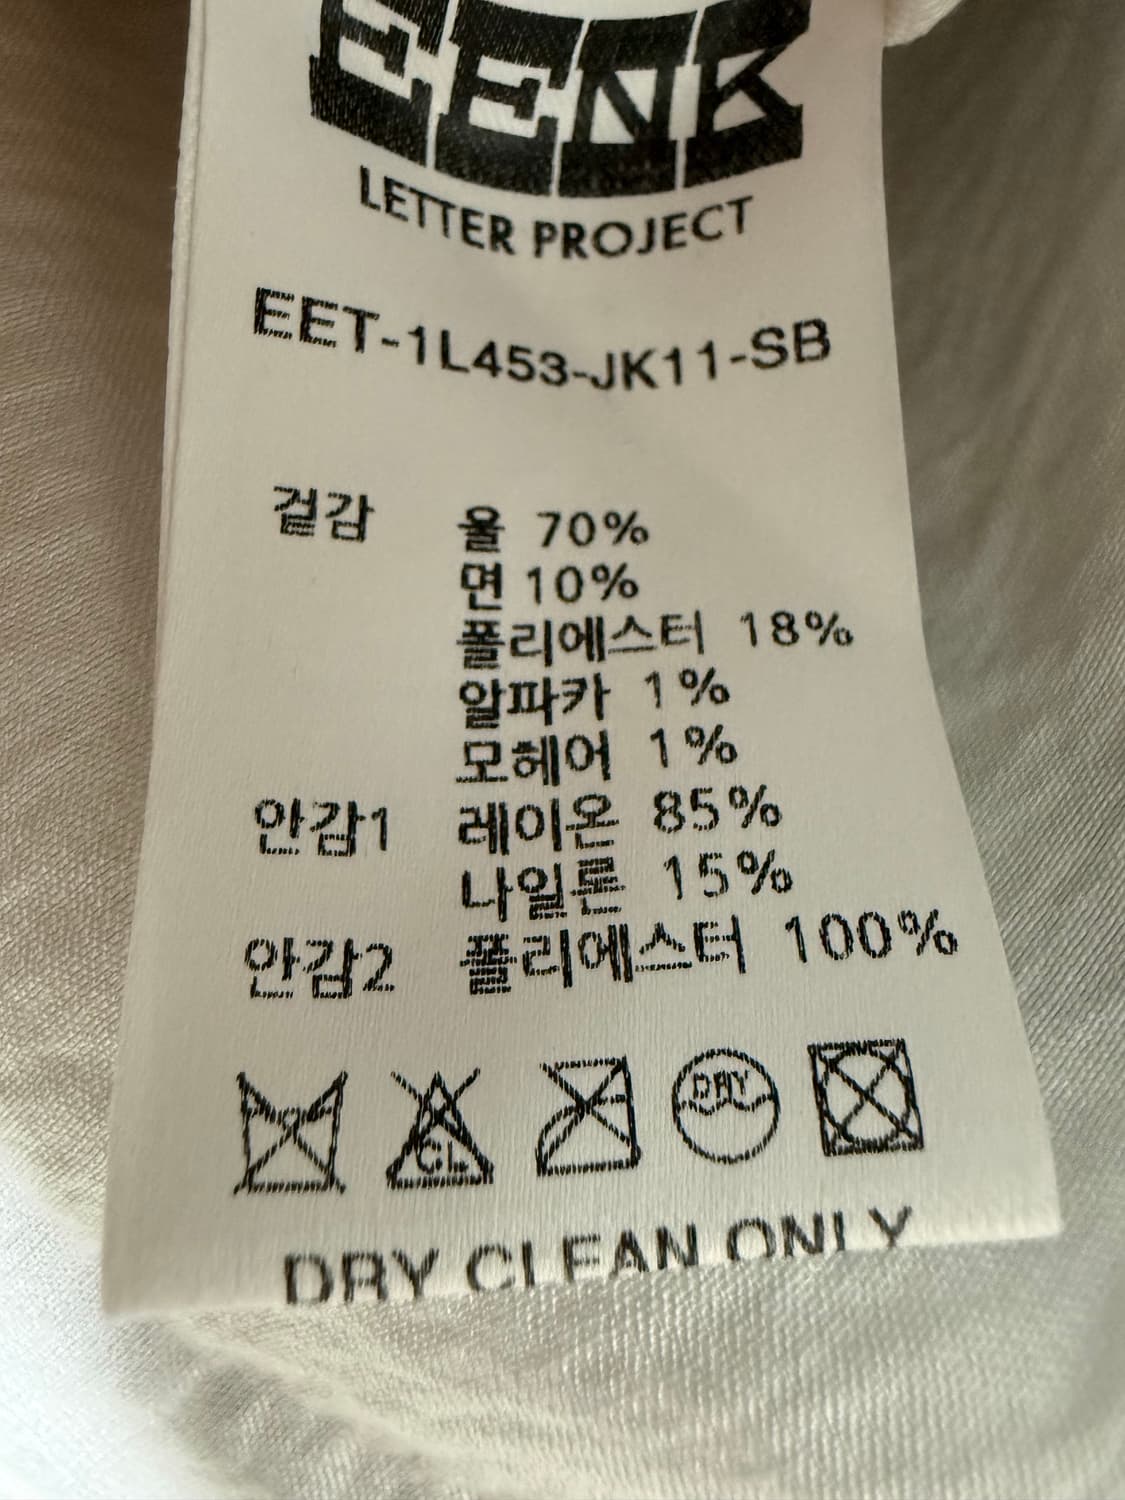 EENK
LETTER PROJECT
EET-1L453-JK11-SB
겉감 울 70%
면 10%
폴리에스터 18%
알파카 1%
모헤어 1%
안감1 레이온 85%
나일론 15%
안감2 폴리에스터 100%
CL DRY
DRY CLEAN ONLY